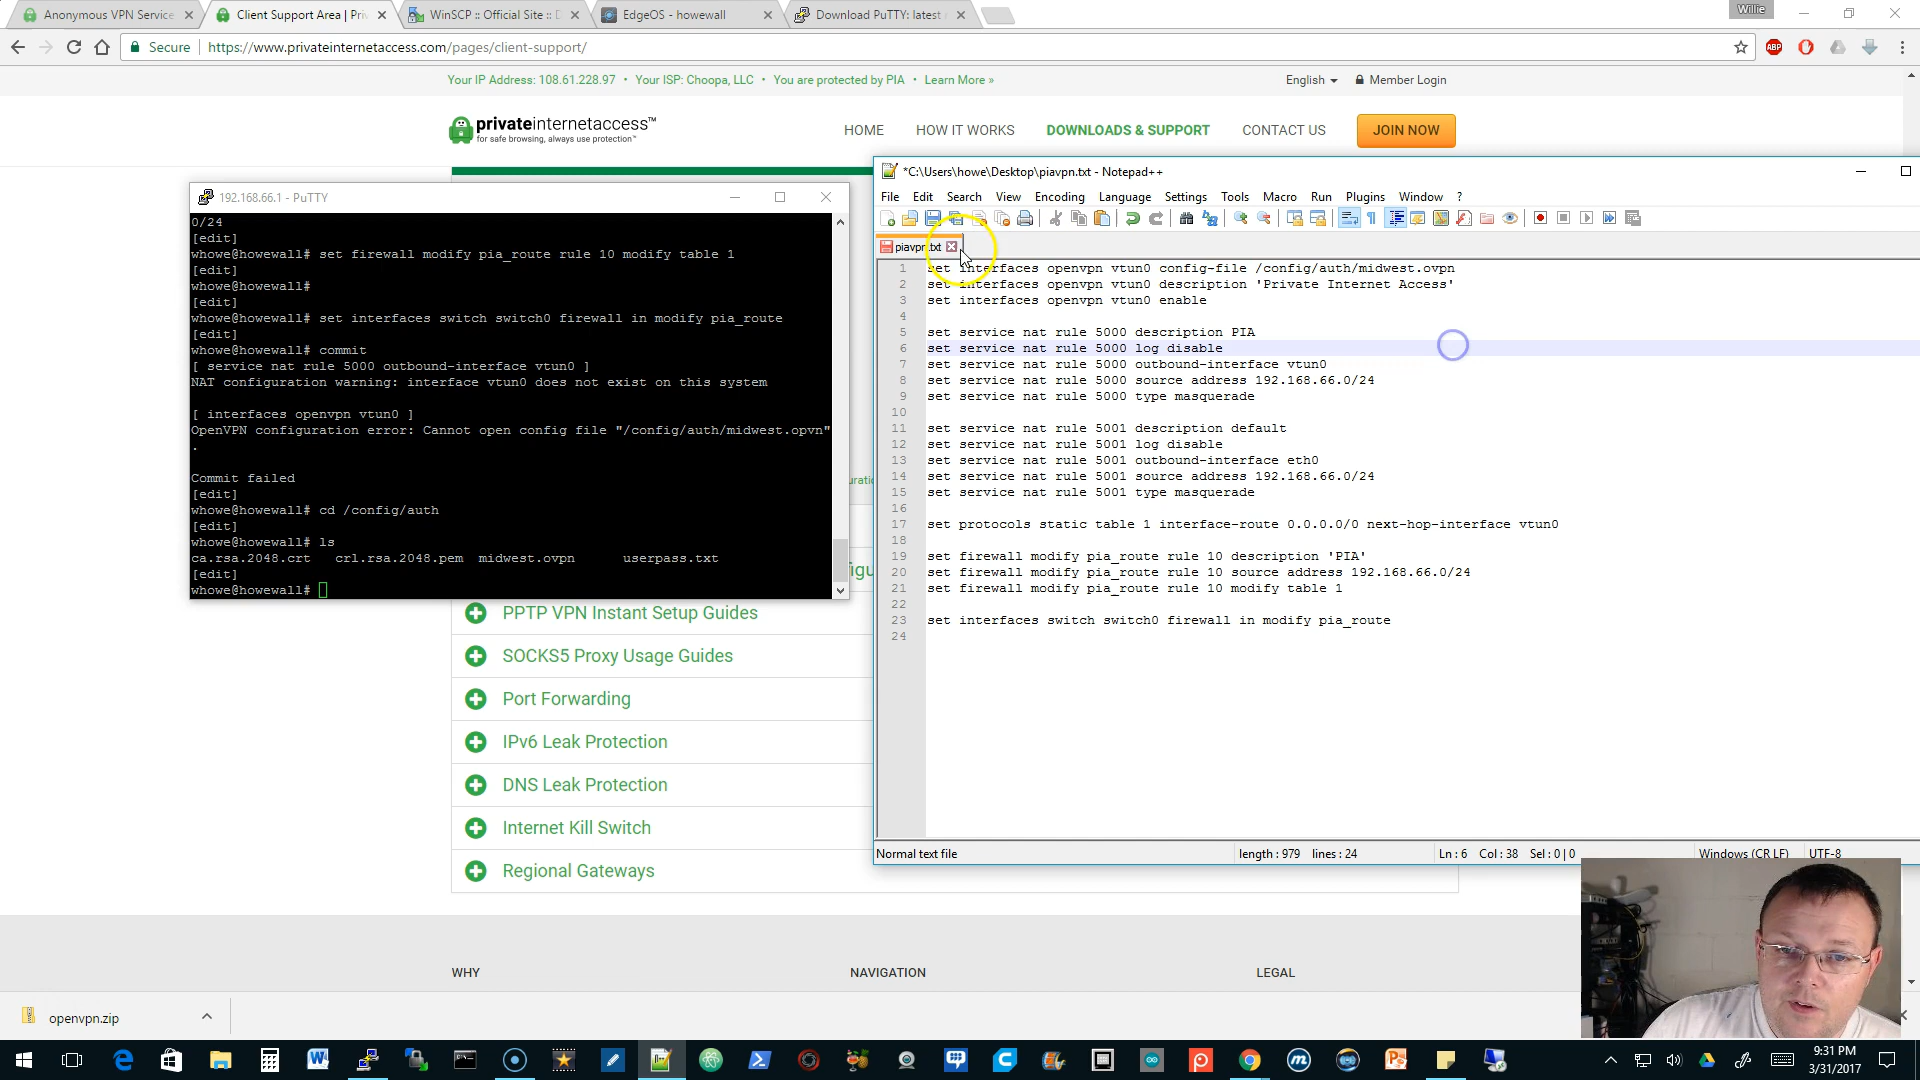 Anonymous VPN Service
Client Support Area | Pri
WinSCP :: Official Site :: D
EdgeOS - howewall
Download PuTTY: latest
Willie
Secure
https://www.privateinternetaccess.com/pages/client-support/
ABP
Your IP Address: 108.61.228.97 • Your ISP: Choopa, LLC • You are protected by PIA • Learn More »
English
Member Login
privateinternetaccess™
for safe browsing, always use protection™
HOME
HOW IT WORKS
DOWNLOADS & SUPPORT
CONTACT US
JOIN NOW
192.168.66.1 - PuTTY
0/24
[edit]
whowe@howewall# set firewall modify pia_route rule 10 modify table 1
[edit]
whowe@howewall#
[edit]
whowe@howewall# set interfaces switch switch0 firewall in modify pia_route
[edit]
whowe@howewall# commit
[ service nat rule 5000 outbound-interface vtun0 ]
NAT configuration warning: interface vtun0 does not exist on this system
[ interfaces openvpn vtun0 ]
OpenVPN configuration error: Cannot open config file "/config/auth/midwest.opvn"
.
Commit failed
[edit]
whowe@howewall# cd /config/auth
[edit]
whowe@howewall# ls
ca.rsa.2048.crt crl.rsa.2048.pem midwest.ovpn userpass.txt
[edit]
whowe@howewall#
*C:\Users\howe\Desktop\piavpn.txt - Notepad++
File Edit Search View Encoding Language Settings Tools Macro Run Plugins Window ?
piavpn.txt
1 set interfaces openvpn vtun0 config-file /config/auth/midwest.ovpn
2 set interfaces openvpn vtun0 description 'Private Internet Access'
3 set interfaces openvpn vtun0 enable
4
5 set service nat rule 5000 description PIA
6 set service nat rule 5000 log disable
7 set service nat rule 5000 outbound-interface vtun0
8 set service nat rule 5000 source address 192.168.66.0/24
9 set service nat rule 5000 type masquerade
10
11 set service nat rule 5001 description default
12 set service nat rule 5001 log disable
13 set service nat rule 5001 outbound-interface eth0
14 set service nat rule 5001 source address 192.168.66.0/24
15 set service nat rule 5001 type masquerade
16
17 set protocols static table 1 interface-route 0.0.0.0/0 next-hop-interface vtun0
18
19 set firewall modify pia_route rule 10 description 'PIA'
20 set firewall modify pia_route rule 10 source address 192.168.66.0/24
21 set firewall modify pia_route rule 10 modify table 1
22
23 set interfaces switch switch0 firewall in modify pia_route
24
Normal text file
length : 979 lines : 24
Ln : 6 Col : 38 Sel : 0 | 0
Windows (CR LF)
UTF-8
PPTP VPN Instant Setup Guides
SOCKS5 Proxy Usage Guides
Port Forwarding
IPv6 Leak Protection
DNS Leak Protection
Internet Kill Switch
Regional Gateways
WHY
NAVIGATION
LEGAL
openvpn.zip
9:31 PM
3/31/2017